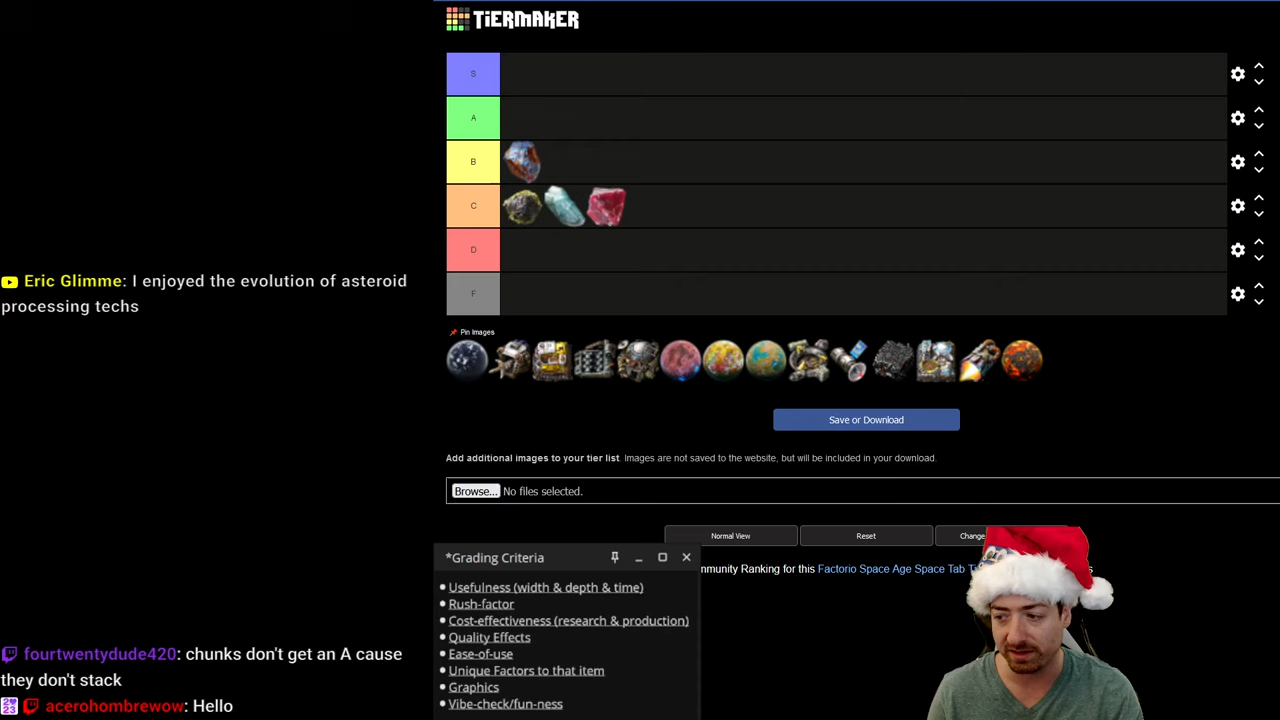 TiERMAKER
S
A
B
C
D
F
Eric Glimme: I enjoyed the evolution of asteroid
processing techs
Pin Images
Save or Download
Add additional images to your tier list. Images are not saved to the website, but will be included in your download.
Browse... No files selected.
Normal View
Reset
Change
*Grading Criteria
ommunity Ranking for this Factorio Space Age Space Tab
• Usefulness (width & depth & time)
• Rush-factor
• Cost-effectiveness (research & production)
• Quality Effects
• Ease-of-use
• Unique Factors to that item
• Graphics
• Vibe-check/fun-ness
fourtwentydude420: chunks don't get an A cause
they don't stack
acerohombrewow: Hello